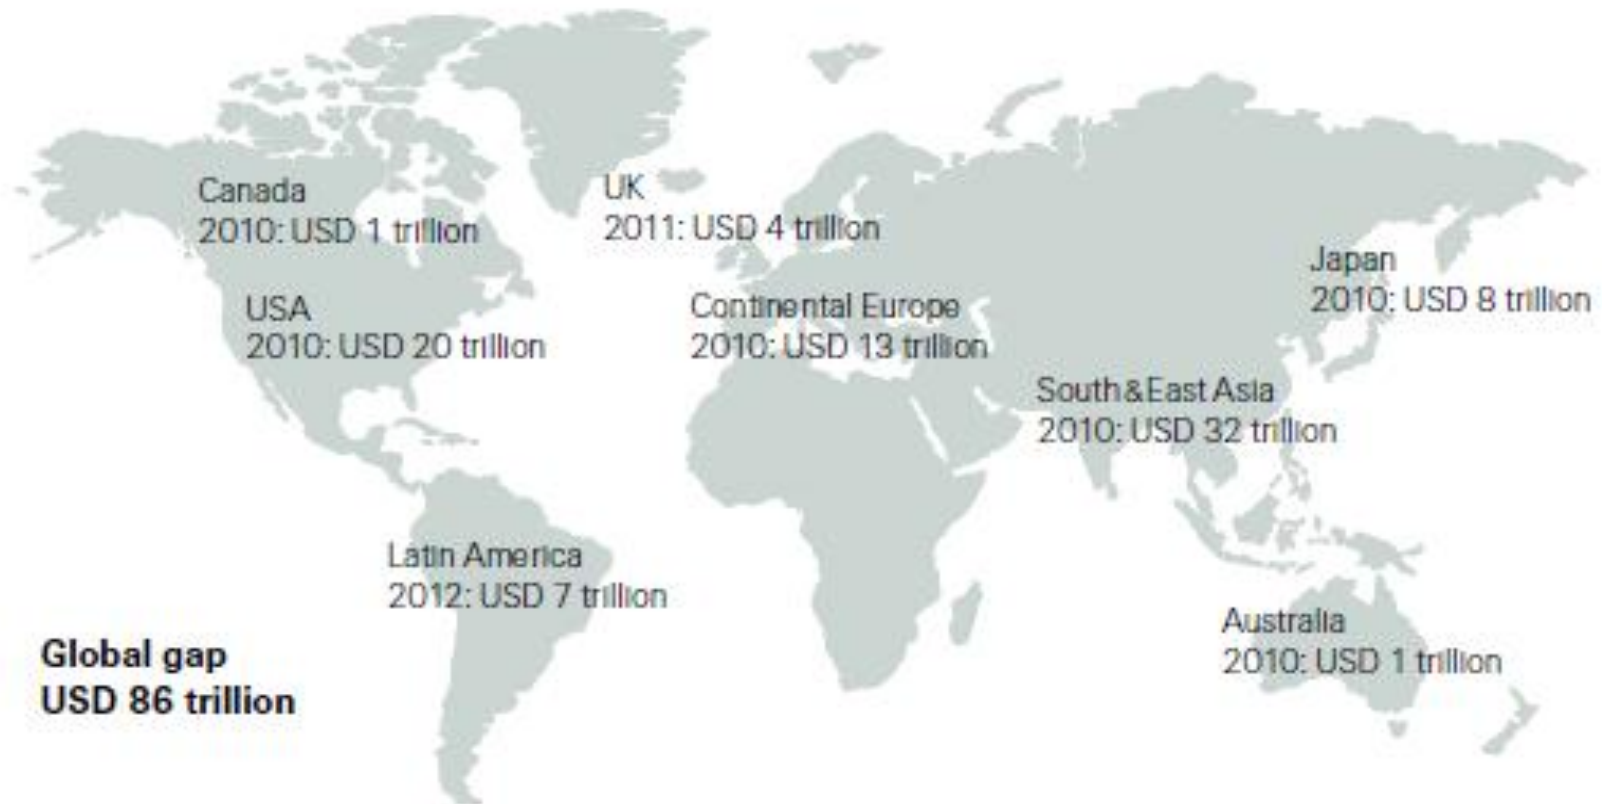 Canada
2010: USD 1 trillion
UK
2011: USD 4 trillion
Japan
2010: USD 8 trillion
USA
2010: USD 20 trillion
Continental Europe
2010: USD 13 trillion
South & East Asia
2010: USD 32 trillion
Latin America
2012: USD 7 trillion
Australia
2010: USD 1 trillion
Global gap
USD 86 trillion